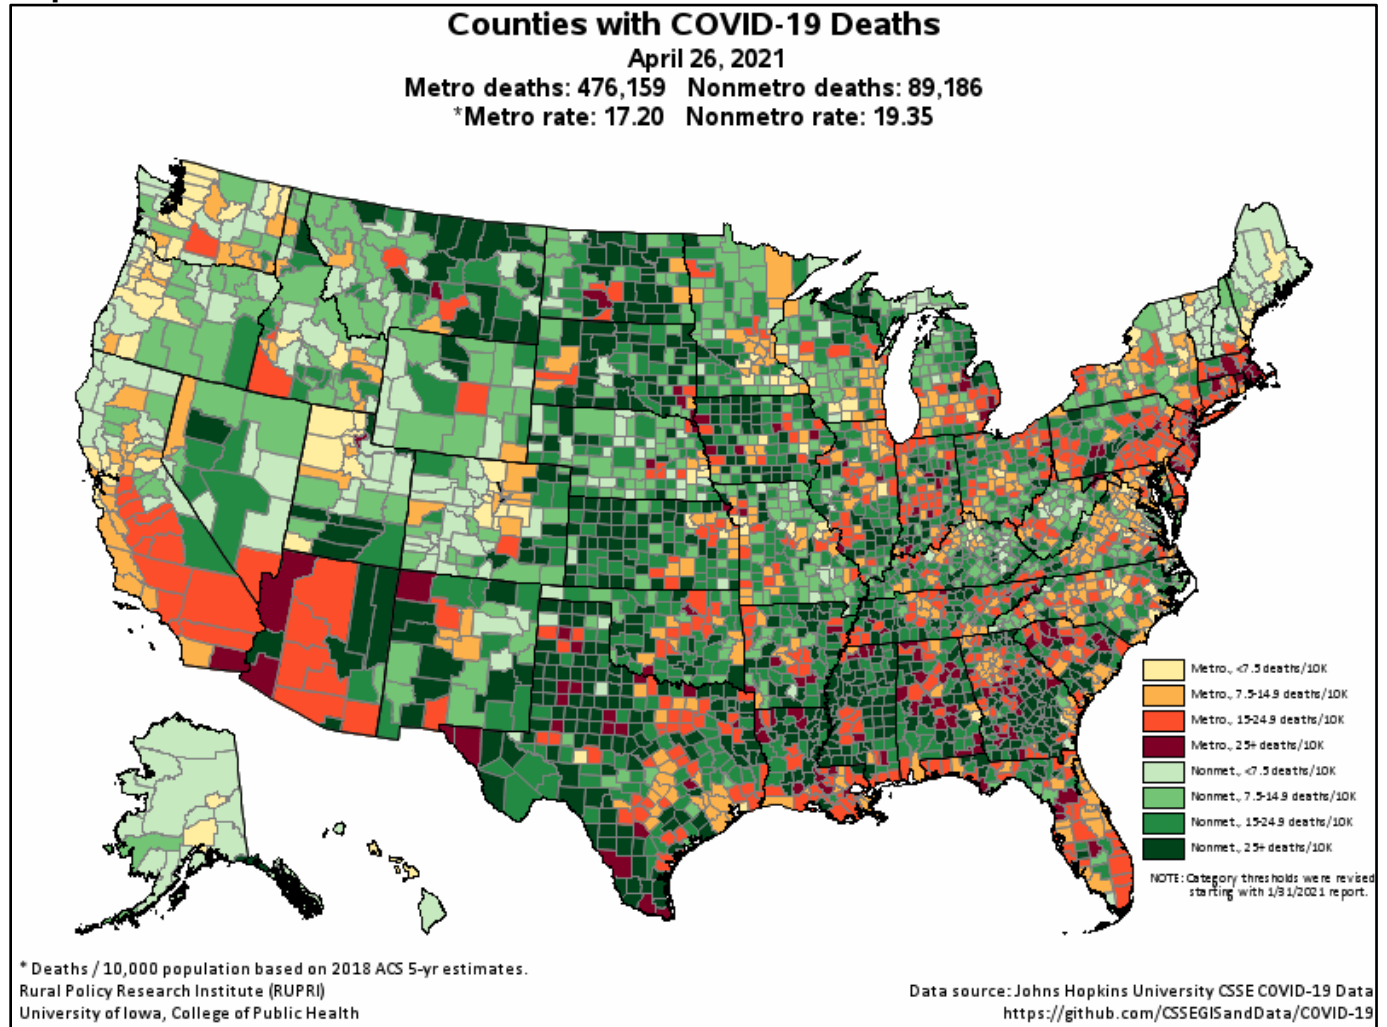 Counties with COVID-19 Deaths
April 26, 2021
Metro deaths: 476,159 Nonmetro deaths: 89,186
*Metro rate: 17.20 Nonmetro rate: 19.35
Metro., <7.5 deaths/10K
Metro., 7.5-14.9 deaths/10K
Metro., 15-24.9 deaths/10K
Metro., 25+ deaths/10K
Nonmet., <7.5 deaths/10K
Nonmet., 7.5-14.9 deaths/10K
Nonmet., 15-24.9 deaths/10K
Nonmet., 25+ deaths/10K
NOTE: Category thresholds were revised
starting with 1/31/2021 report.
* Deaths / 10,000 population based on 2018 ACS 5-yr estimates.
Rural Policy Research Institute (RUPRI)
University of Iowa, College of Public Health
Data source: Johns Hopkins University CSSE COVID-19 Data
https://github.com/CSSEGISandData/COVID-19